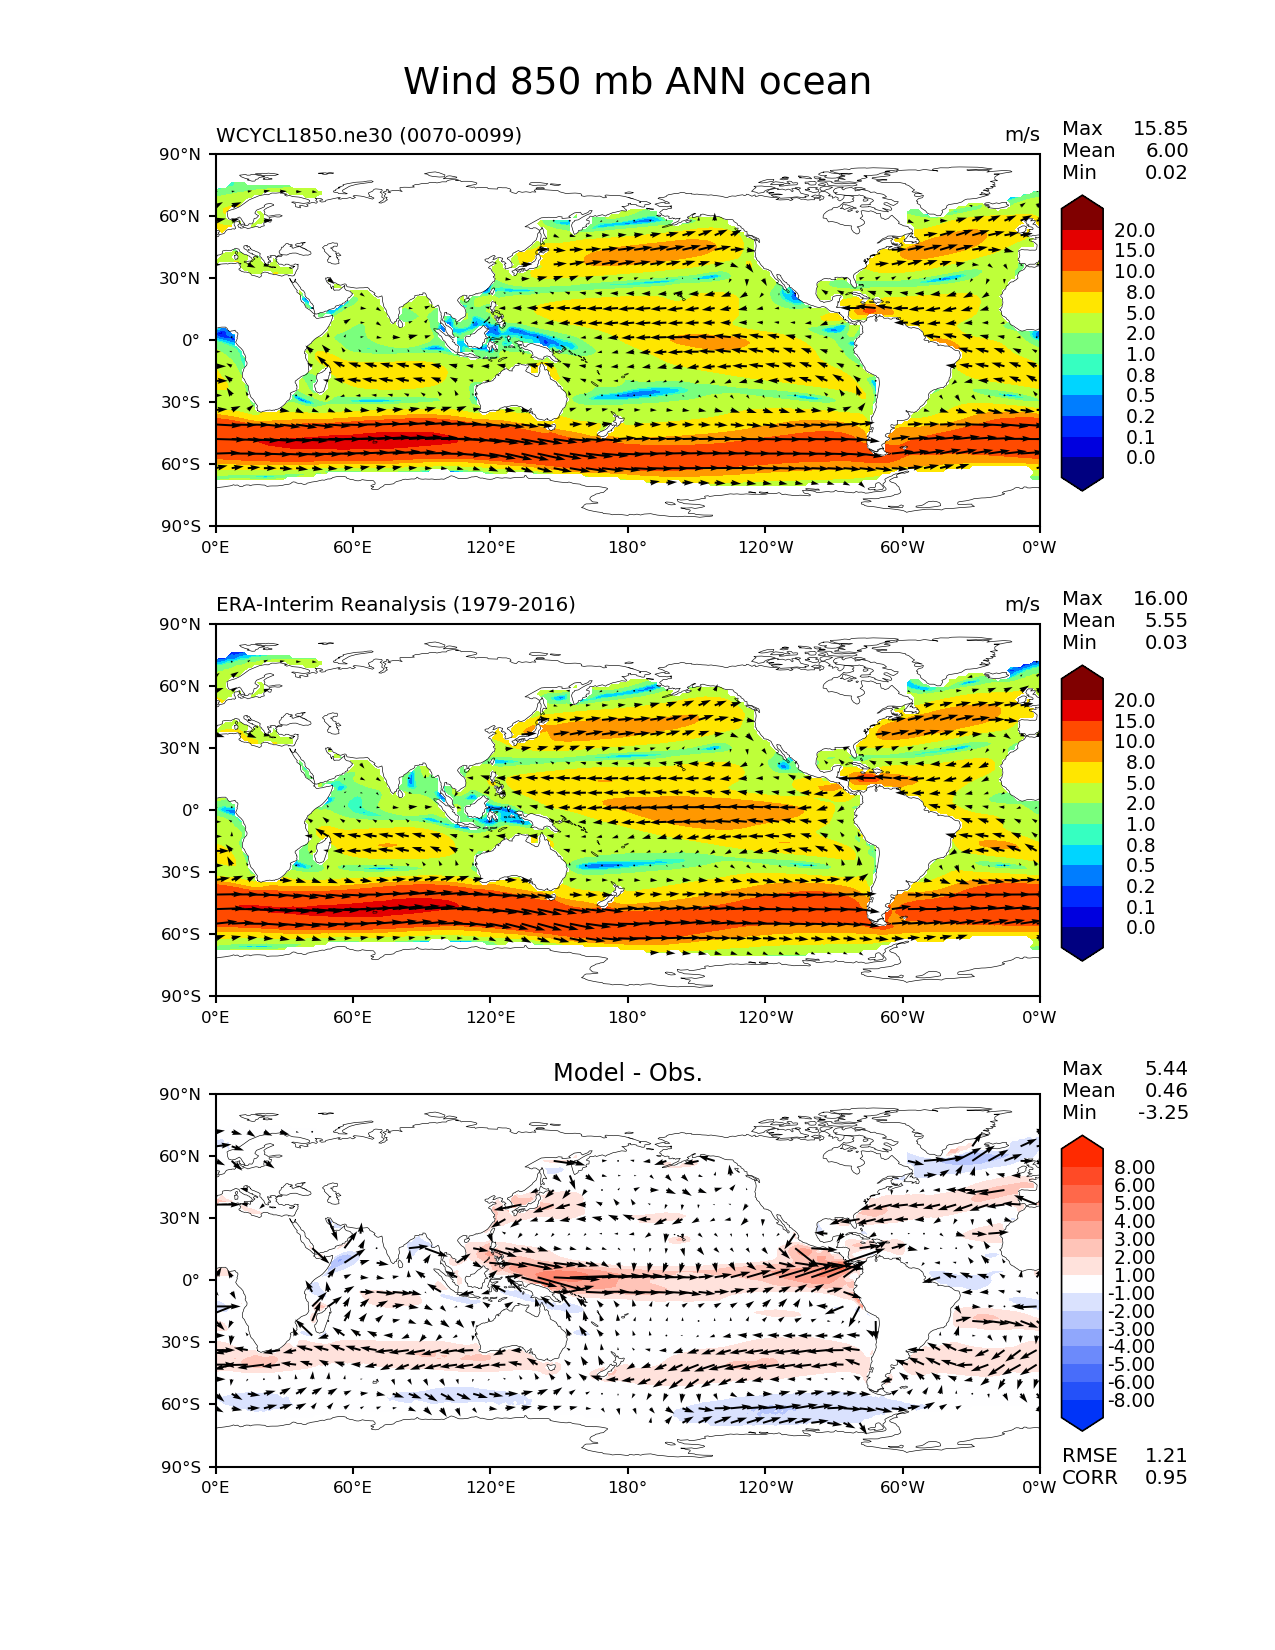 Wind 850 mb ANN ocean
WCYCL1850.ne30 (0070-0099)
m/s
Max 15.85
Mean 6.00
Min 0.02
90°N
60°N
30°N
0°
30°S
60°S
90°S
0°E 60°E 120°E 180° 120°W 60°W 0°W
20.0
15.0
10.0
8.0
5.0
2.0
1.0
0.8
0.5
0.2
0.1
0.0
ERA-Interim Reanalysis (1979-2016)
m/s
Max 16.00
Mean 5.55
Min 0.03
90°N
60°N
30°N
0°
30°S
60°S
90°S
0°E 60°E 120°E 180° 120°W 60°W 0°W
20.0
15.0
10.0
8.0
5.0
2.0
1.0
0.8
0.5
0.2
0.1
0.0
Model - Obs.
Max 5.44
Mean 0.46
Min -3.25
90°N
60°N
30°N
0°
30°S
60°S
90°S
0°E 60°E 120°E 180° 120°W 60°W 0°W
8.00
6.00
5.00
4.00
3.00
2.00
1.00
-1.00
-2.00
-3.00
-4.00
-5.00
-6.00
-8.00
RMSE 1.21
CORR 0.95